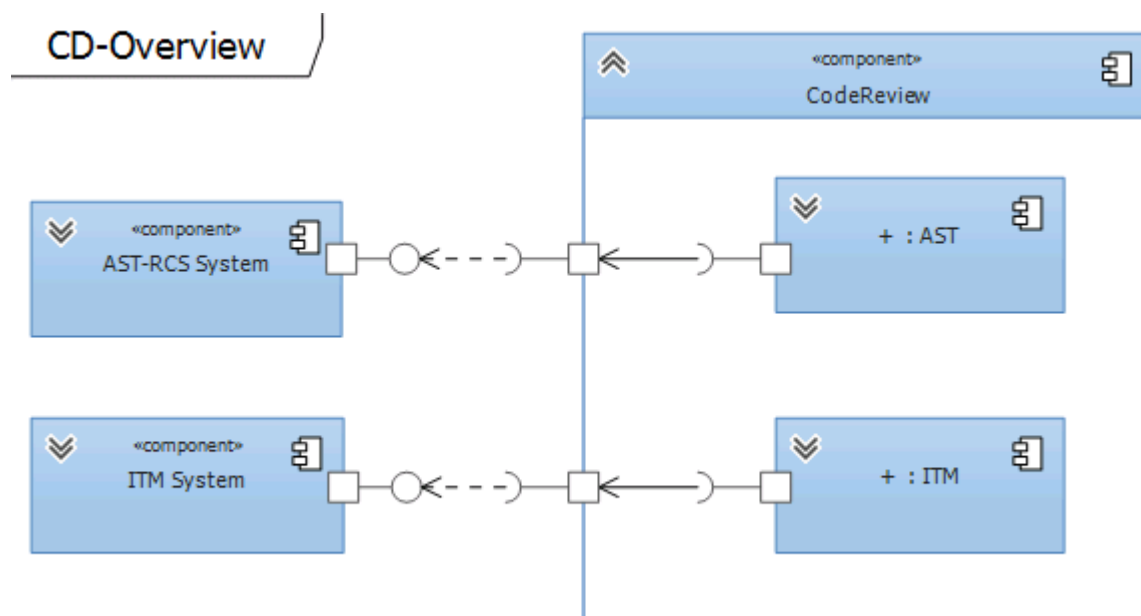 CD-Overview
«component»
CodeReview
«component»
AST-RCS System
+ : AST
«component»
ITM System
+ : ITM